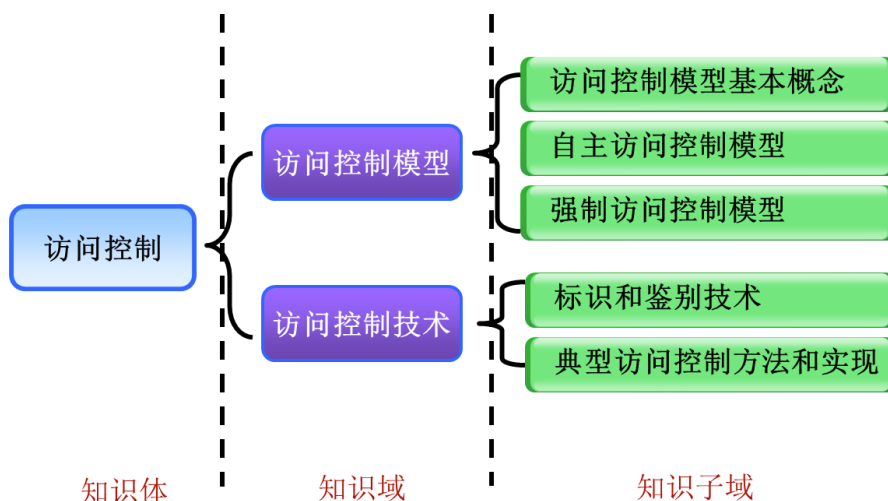 访问控制模型基本概念
自主访问控制模型
访问控制模型
强制访问控制模型
访问控制
标识和鉴别技术
访问控制技术
典型访问控制方法和实现
知识体
知识域
知识子域